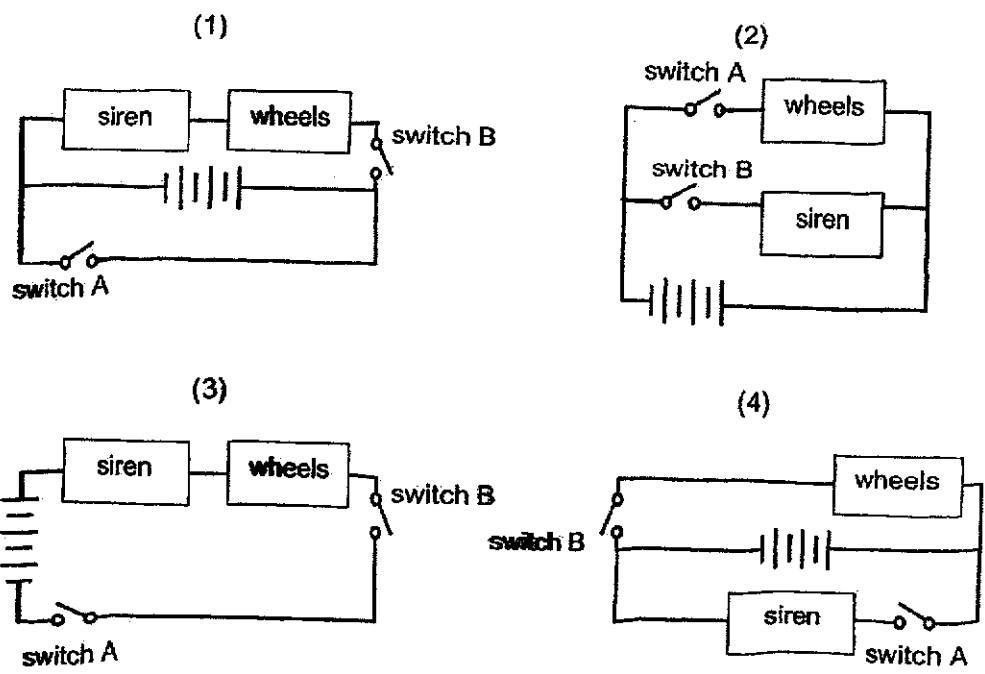 (1)
siren
wheels
switch B
switch A
(2)
switch A
wheels
switch B
siren
(3)
siren
wheels
switch B
switch A
(4)
wheels
switch B
siren
switch A